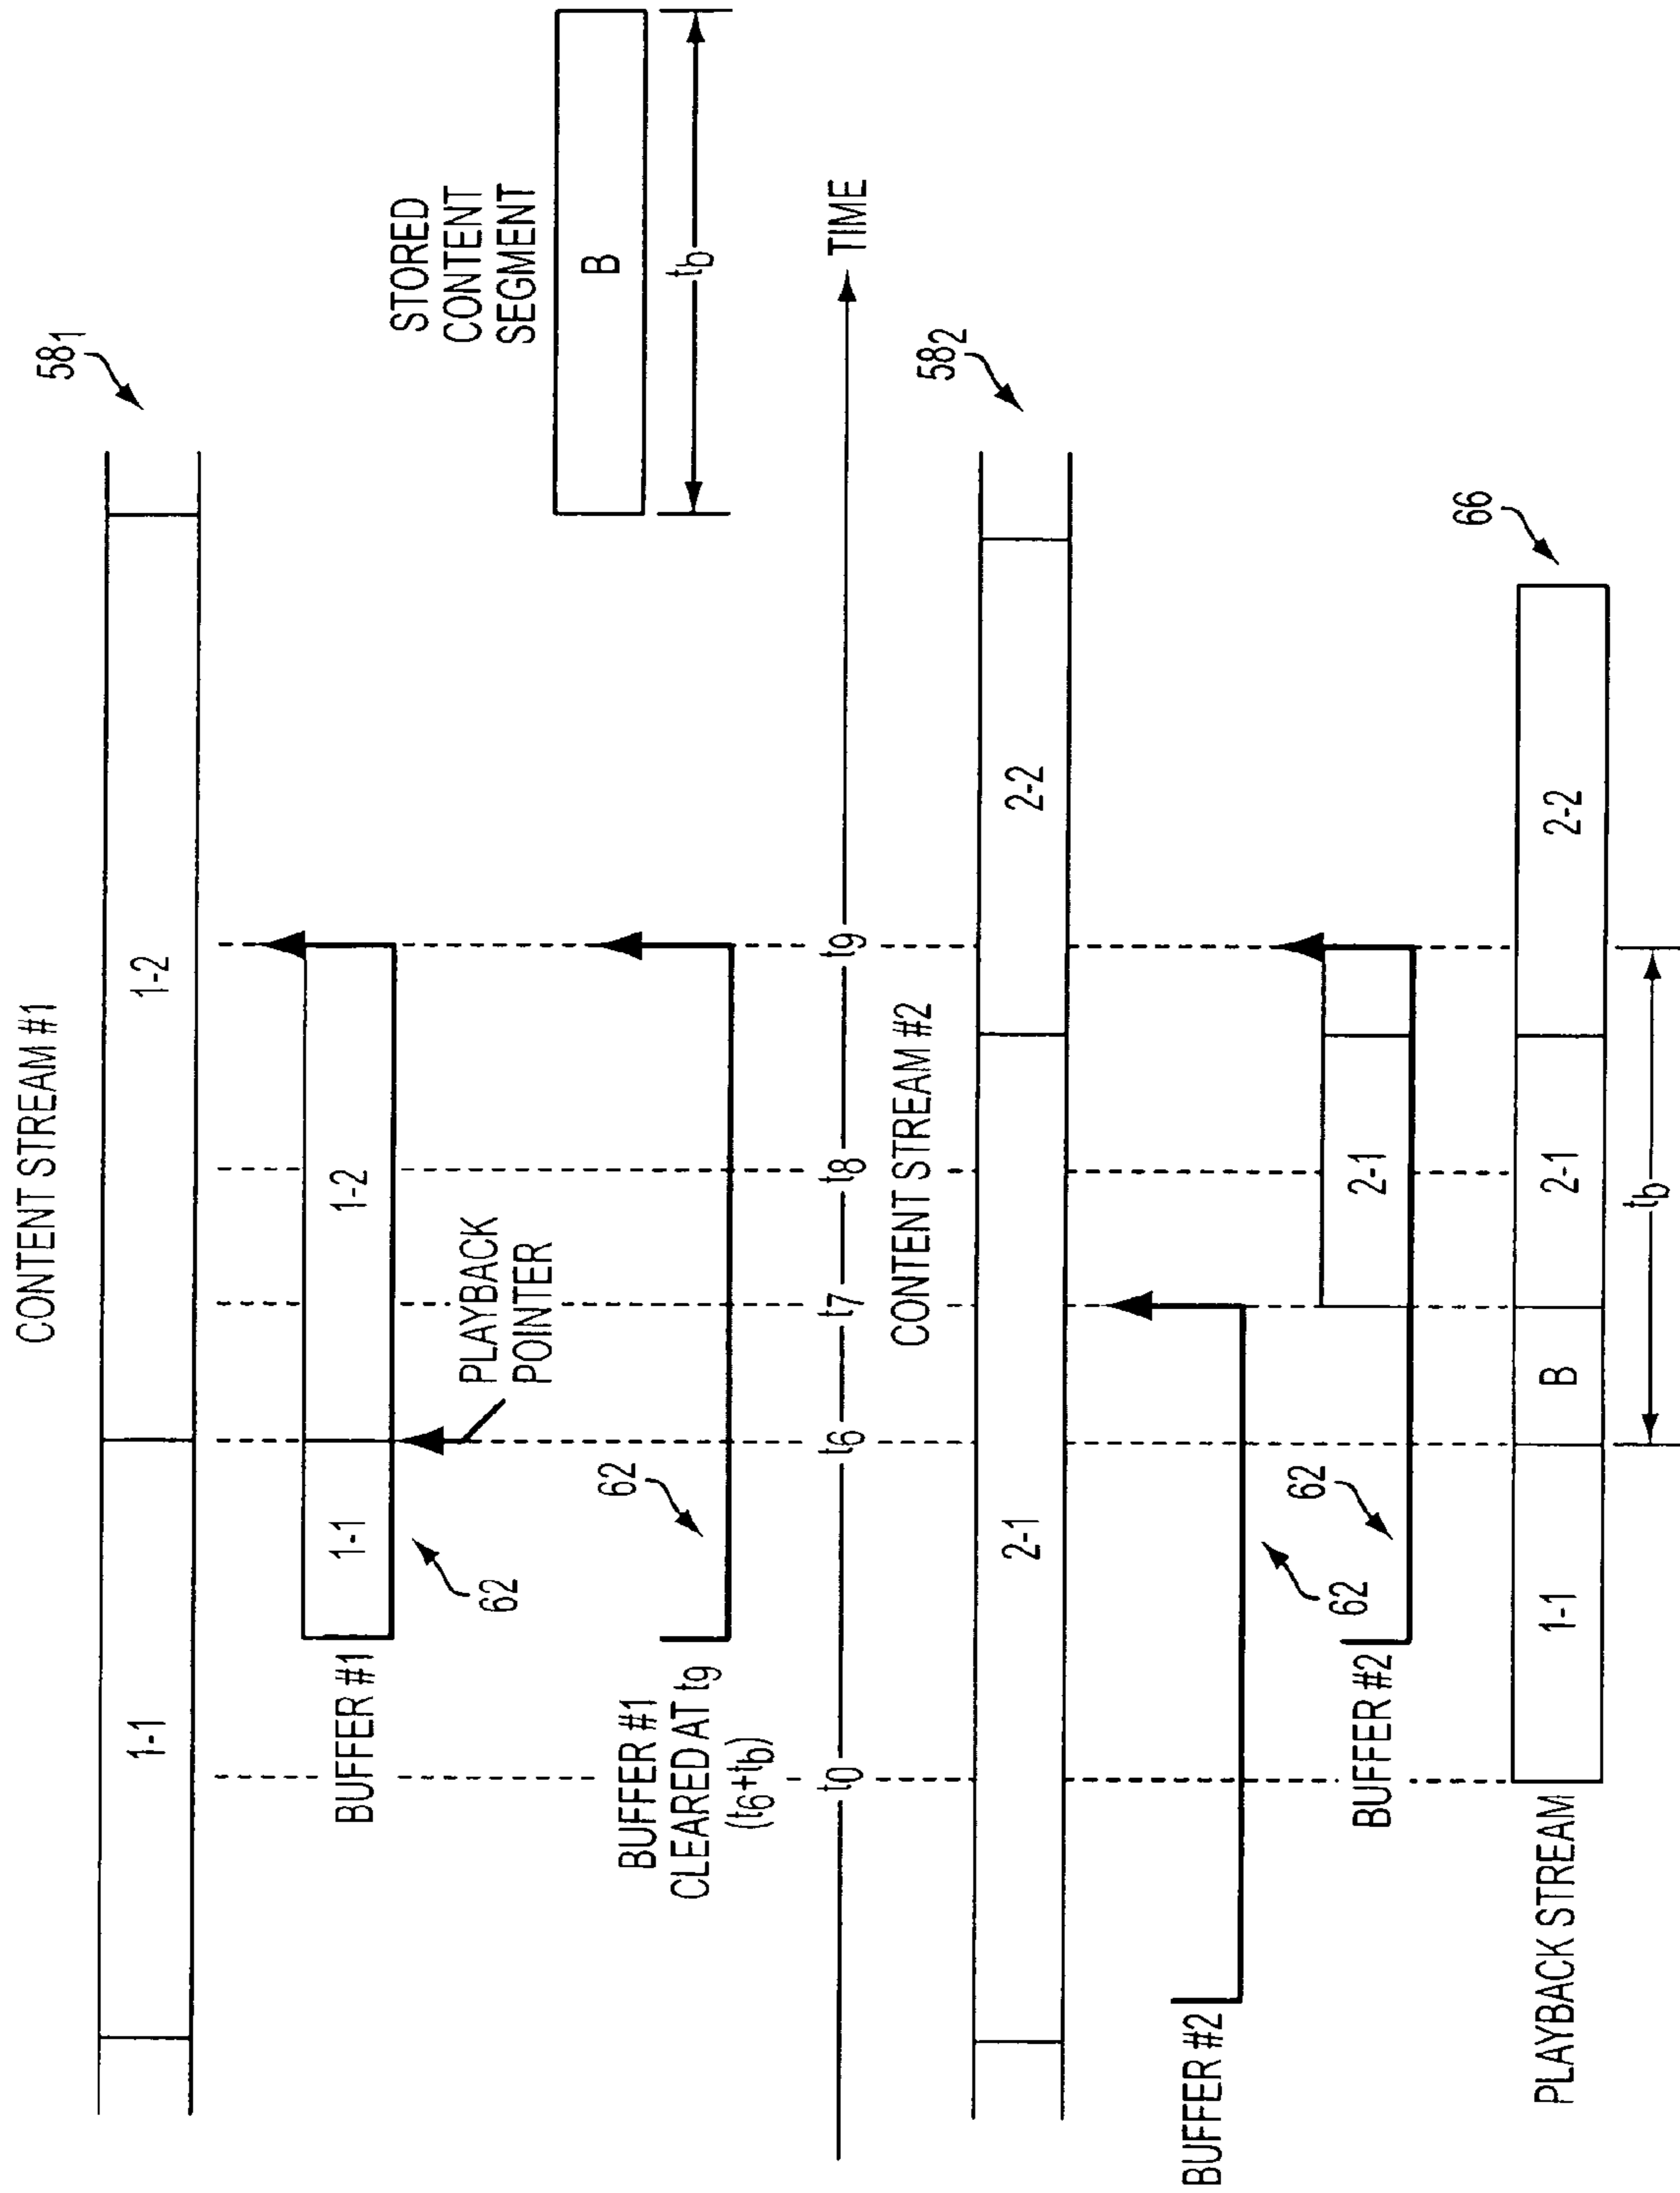 CONTENT STREAM #1
58₁
1-1
1-2
BUFFER #1
1-1
1-2
62
PLAYBACK
POINTER
STORED
CONTENT
SEGMENT
B
t_b
BUFFER #1
CLEARED AT t₉
(t₆+t_b)
62
t₀
t₆
t₇
t₈
t₉
TIME
CONTENT STREAM #2
58₂
2-1
2-2
BUFFER #2
62
BUFFER #2
62
2-1
PLAYBACK STREAM
1-1
B
2-1
2-2
66
t_b